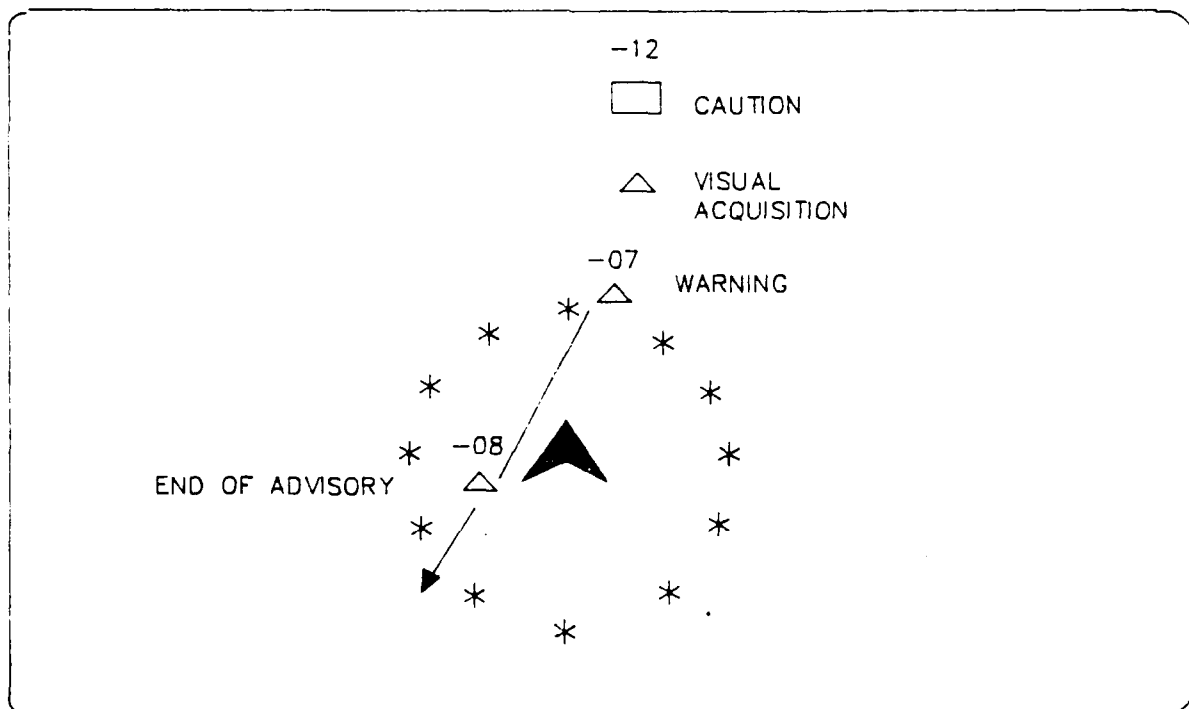 -12
CAUTION
VISUAL
ACQUISITION
-07
WARNING
-08
END OF ADVISORY